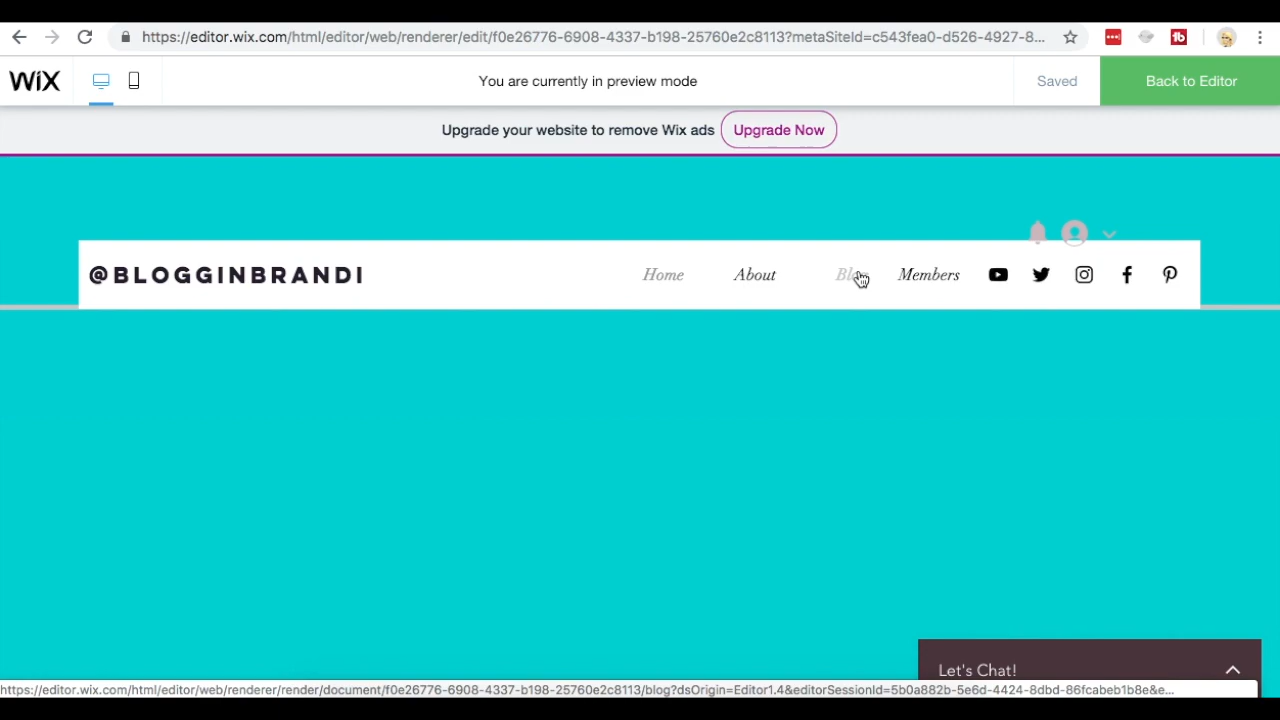 https://editor.wix.com/html/editor/web/renderer/edit/f0e26776-6908-4337-b198-25760e2c8113?metaSiteId=c543fea0-d526-4927-8...
WiX
You are currently in preview mode
Saved
Back to Editor
Upgrade your website to remove Wix ads
Upgrade Now
@BLOGGINBRANDI
Home
About
Members
Let's Chat!
https://editor.wix.com/html/editor/web/renderer/render/document/f0e26776-6908-4337-b198-25760e2c8113/blog?dsOrigin=Editor1.4&editorSessionId=5b0a882b-5e6d-4424-8dbd-86fcabeb1b8e&e...